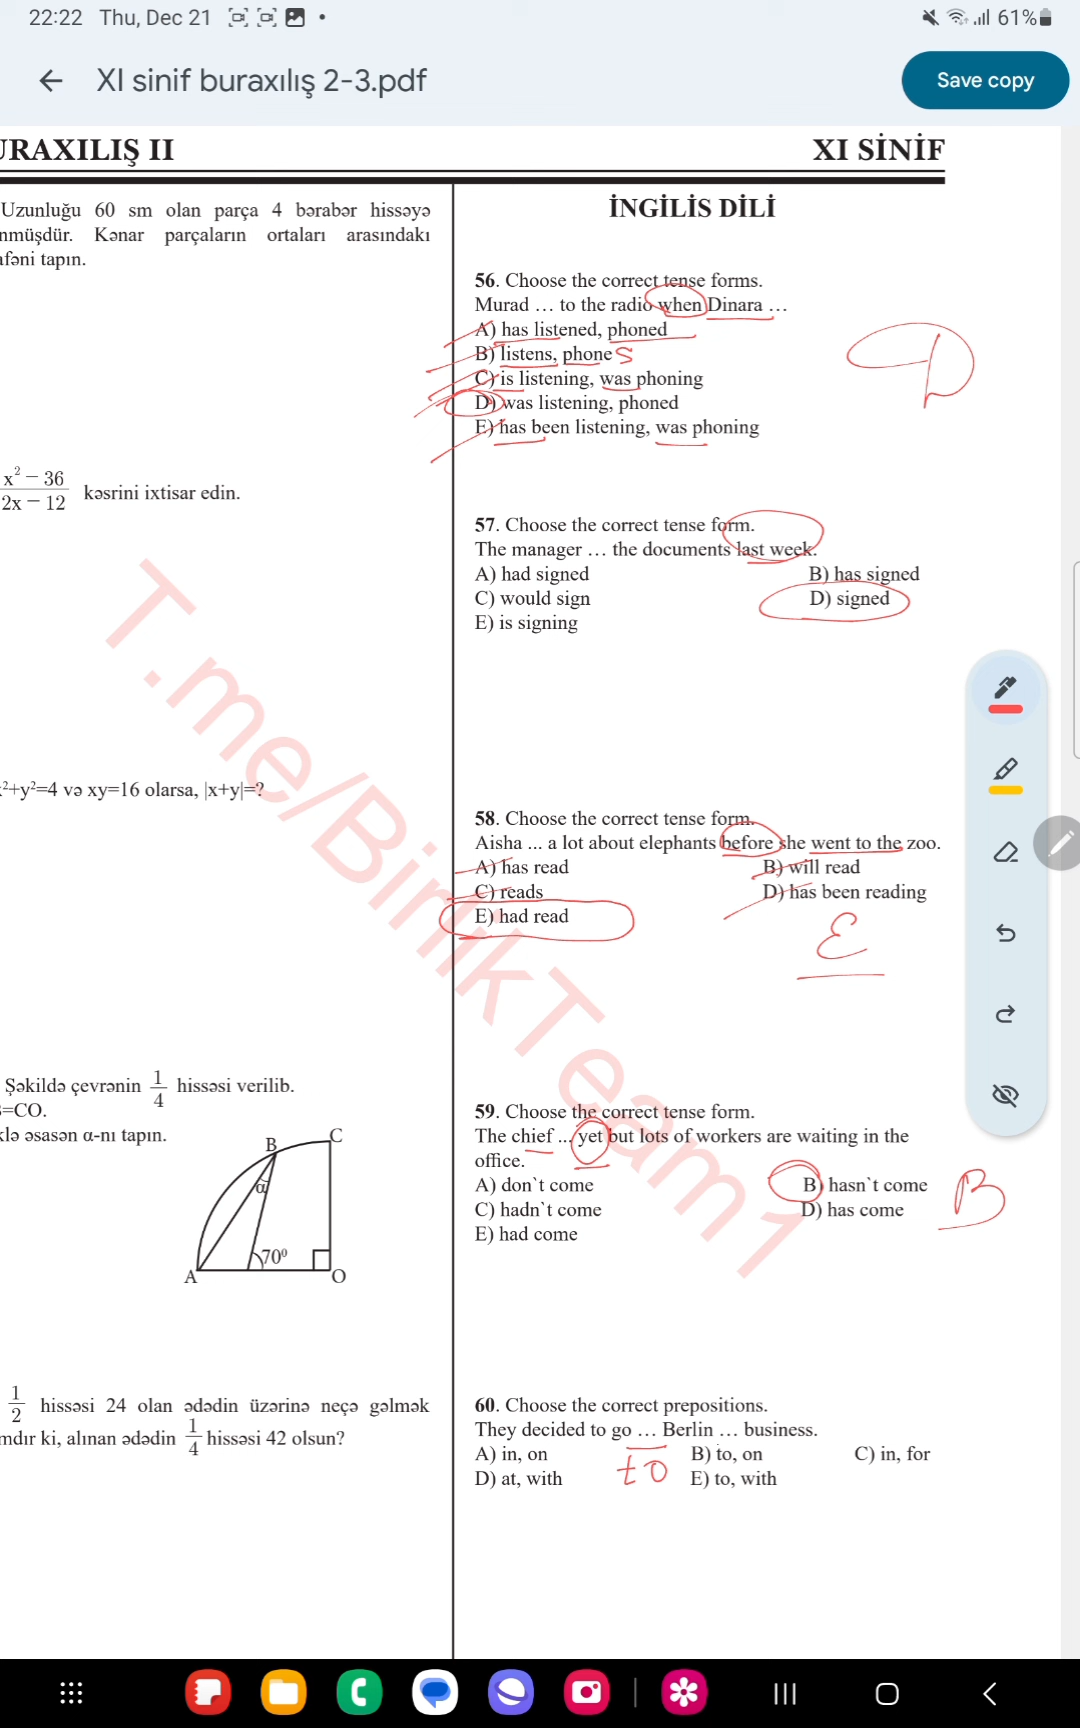 22:22 Thu, Dec 21
61%
XI sinif buraxılış 2-3.pdf
Save copy
URAXILIŞ II
XI SİNİF
Uzunluğu 60 sm olan parça 4 bərabər hissəyə
nmüşdür. Kənar parçaların ortaları arasındakı
əfəni tapın.
x² − 36
2x − 12
kəsrini ixtisar edin.
²+y²=4 və xy=16 olarsa, |x+y|=?
Şəkildə çevrənin 1/4 hissəsi verilib.
=CO.
klə əsasən α-nı tapın.
B
C
α
70⁰
A
O
1/2 hissəsi 24 olan ədədin üzərinə neçə gəlmək
mdır ki, alınan ədədin 1/4 hissəsi 42 olsun?
İNGİLİS DİLİ
56. Choose the correct tense forms.
Murad … to the radio when Dinara …
A) has listened, phoned
B) listens, phone s
C) is listening, was phoning
D) was listening, phoned
E) has been listening, was phoning
D
57. Choose the correct tense form.
The manager … the documents last week.
A) had signed B) has signed
C) would sign D) signed
E) is signing
58. Choose the correct tense form.
Aisha ... a lot about elephants before she went to the zoo.
A) has read B) will read
C) reads D) has been reading
E) had read
E
59. Choose the correct tense form.
The chief ... yet but lots of workers are waiting in the
office.
A) don`t come B) hasn`t come
C) hadn`t come D) has come
E) had come
B
60. Choose the correct prepositions.
They decided to go … Berlin … business.
A) in, on B) to, on C) in, for
D) at, with E) to, with
to
T.me/BirlikTeam1